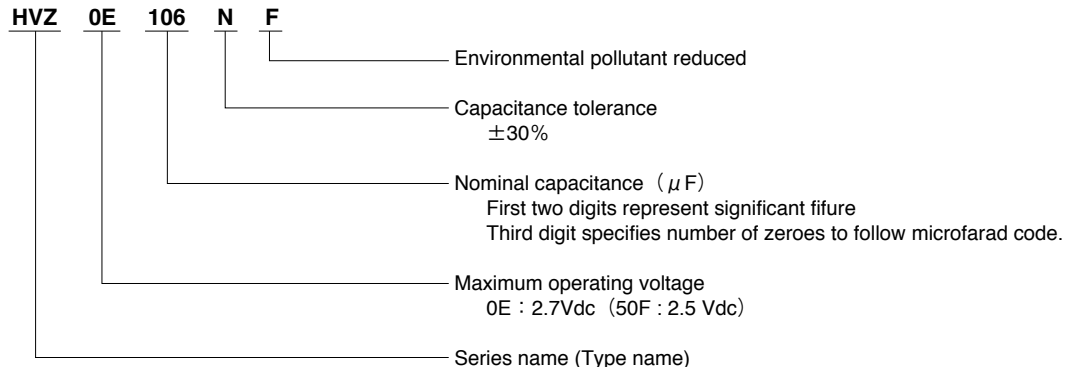 HVZ 0E 106 N F
Environmental pollutant reduced
Capacitance tolerance
±30%
Nominal capacitance（μF）
First two digits represent significant fifure
Third digit specifies number of zeroes to follow microfarad code.
Maximum operating voltage
0E：2.7Vdc（50F : 2.5 Vdc）
Series name (Type name)